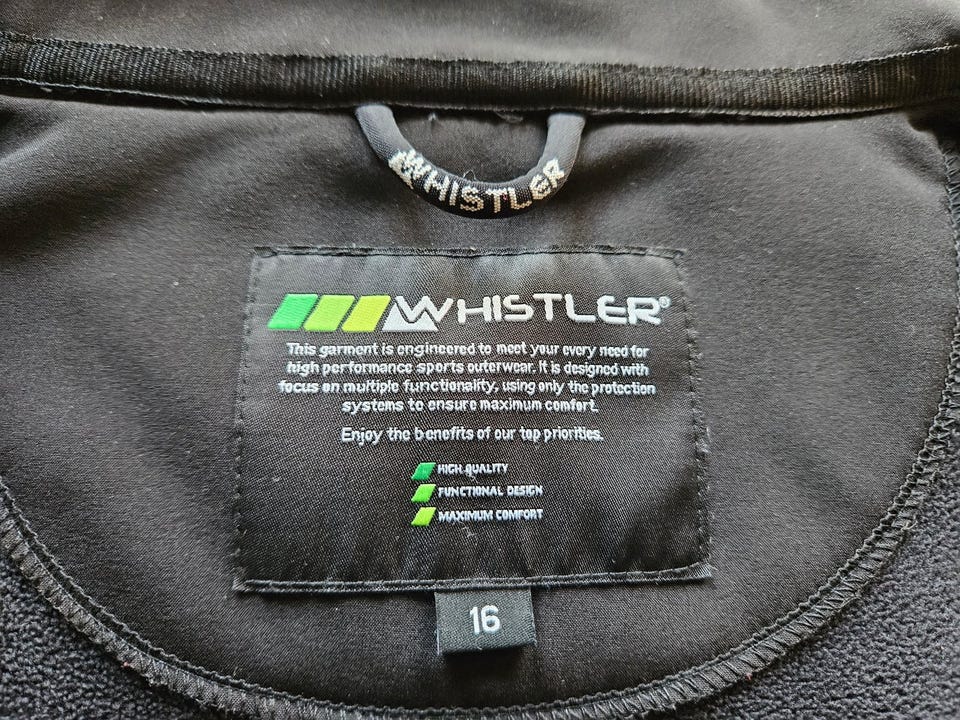 WHISTLER
WHISTLER®
This garment is engineered to meet your every need for
high performance sports outerwear. It is designed with
focus on multiple functionality, using only the protection
systems to ensure maximum comfort.
Enjoy the benefits of our top priorities.
HIGH QUALITY
FUNCTIONAL DESIGN
MAXIMUM COMFORT
16